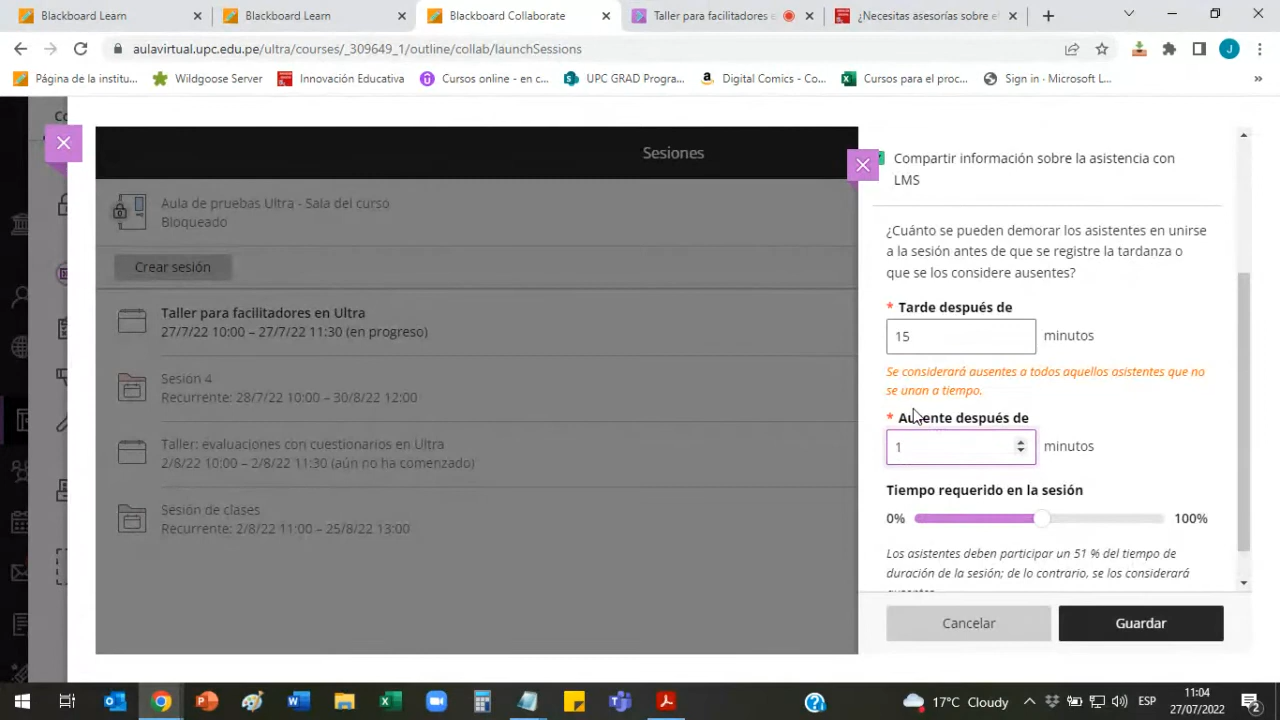 Blackboard Learn
Blackboard Learn
Blackboard Collaborate
Taller para facilitadores e
¿Necesitas asesorías sobre e
aulavirtual.upc.edu.pe/ultra/courses/_309649_1/outline/collab/launchSessions
J
Página de la institu...
Wildgoose Server
Innovación Educativa
Cursos online - en c...
UPC GRAD Progra...
Digital Comics - Co...
Cursos para el proc...
Sign in · Microsoft L...
»
Co
Sesiones
Aula de pruebas Ultra - Sala del curso
Bloqueado
Crear sesión
Taller para facilitadores en Ultra
27/7/22 10:00 – 27/7/22 11:30 (en progreso)
Sesión 4
Recurrente: 28/7/22 10:00 – 30/8/22 12:00
Taller: evaluaciones con cuestionarios en Ultra
2/8/22 10:00 – 2/8/22 11:30 (aún no ha comenzado)
Sesión de clases
Recurrente: 2/8/22 11:00 – 25/8/22 13:00
Compartir información sobre la asistencia con
LMS
¿Cuánto se pueden demorar los asistentes en unirse
a la sesión antes de que se registre la tardanza o
que se los considere ausentes?
* Tarde después de
15 minutos
Se considerará ausentes a todos aquellos asistentes que no
se unan a tiempo.
* Ausente después de
1 minutos
Tiempo requerido en la sesión
0% 100%
Los asistentes deben participar un 51 % del tiempo de
duración de la sesión; de lo contrario, se los considerará
ausentes.
Cancelar
Guardar
17°C Cloudy
ESP
11:04
27/07/2022
2